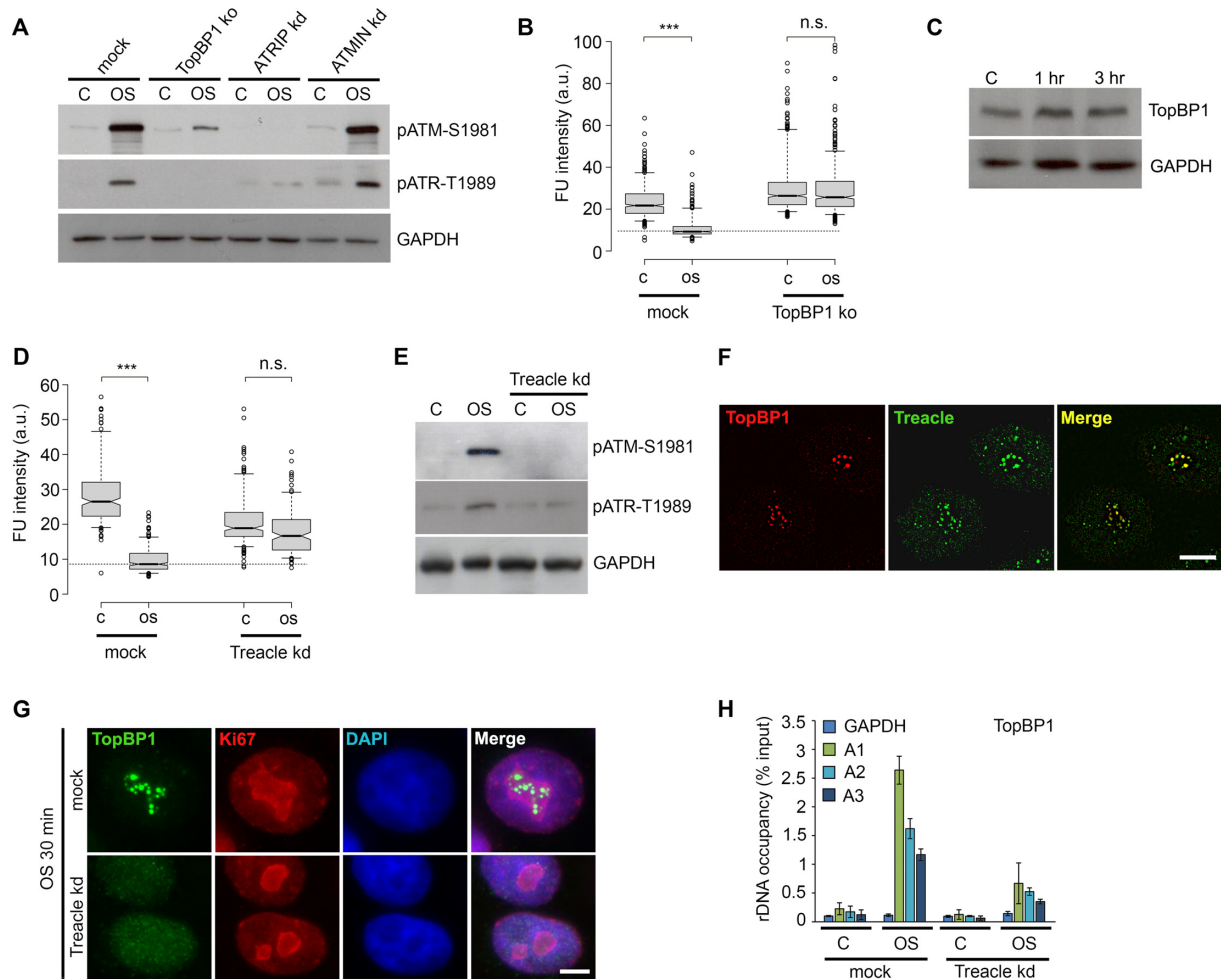 A
mock
TopBP1 ko
ATRIP kd
ATMIN kd
C OS C OS C OS C OS
pATM-S1981
pATR-T1989
GAPDH
B
FU intensity (a.u.)
100
80
60
40
20
0
***
n.s.
c os c os
mock TopBP1 ko
C
C 1 hr 3 hr
TopBP1
GAPDH
D
FU intensity (a.u.)
60
50
40
30
20
10
0
***
n.s.
c os c os
mock Treacle kd
E
Treacle kd
C OS C OS
pATM-S1981
pATR-T1989
GAPDH
F
TopBP1 Treacle Merge
G
OS 30 min
mock
Treacle kd
TopBP1 Ki67 DAPI Merge
H
rDNA occupancy (% input)
3.5
3
2.5
2
1.5
1
0.5
0
GAPDH
A1
A2
A3
TopBP1
C OS C OS
mock Treacle kd